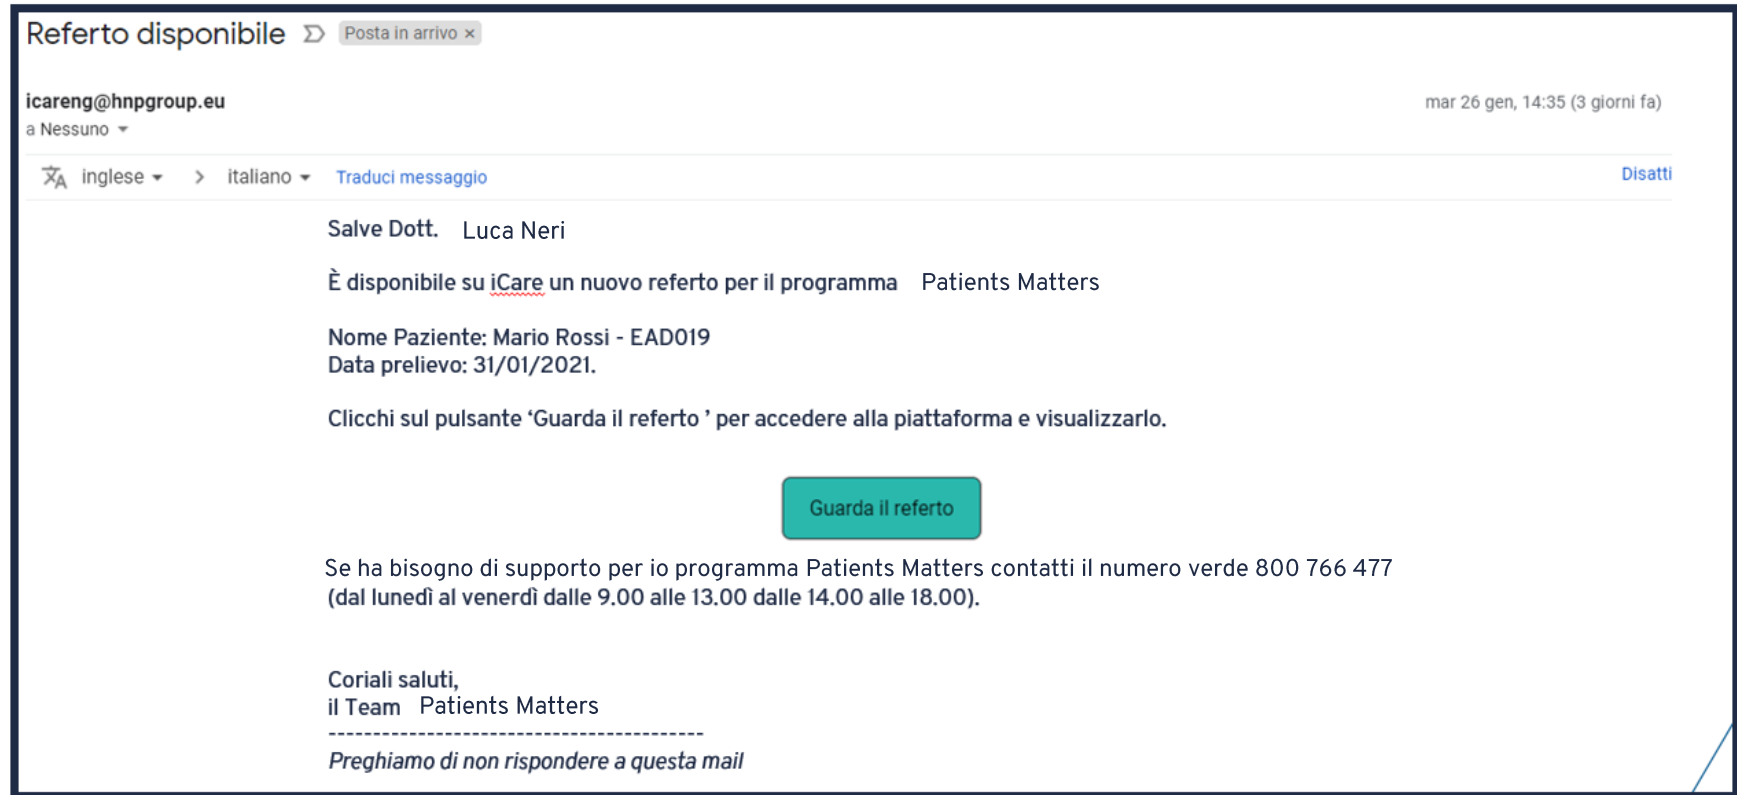 Referto disponibile Posta in arrivo ×
icareng@hnpgroup.eu mar 26 gen, 14:35 (3 giorni fa)
a Nessuno
inglese > italiano Traduci messaggio Disatti
Salve Dott. Luca Neri
È disponibile su iCare un nuovo referto per il programma Patients Matters
Nome Paziente: Mario Rossi - EAD019
Data prelievo: 31/01/2021.
Clicchi sul pulsante ‘Guarda il referto ’ per accedere alla piattaforma e visualizzarlo.
Guarda il referto
Se ha bisogno di supporto per io programma Patients Matters contatti il numero verde 800 766 477
(dal lunedì al venerdì dalle 9.00 alle 13.00 dalle 14.00 alle 18.00).
Coriali saluti,
il Team Patients Matters
-----------------------------------------
Preghiamo di non rispondere a questa mail